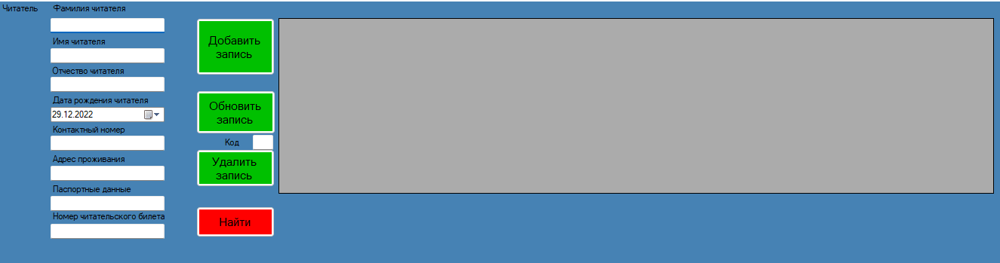 Читатель
Фамилия читателя
Имя читателя
Отчество читателя
Дата рождения читателя
29.12.2022
Контактный номер
Адрес проживания
Паспортные данные
Номер читательского билета
Добавить
запись
Обновить
запись
Код
Удалить
запись
Найти